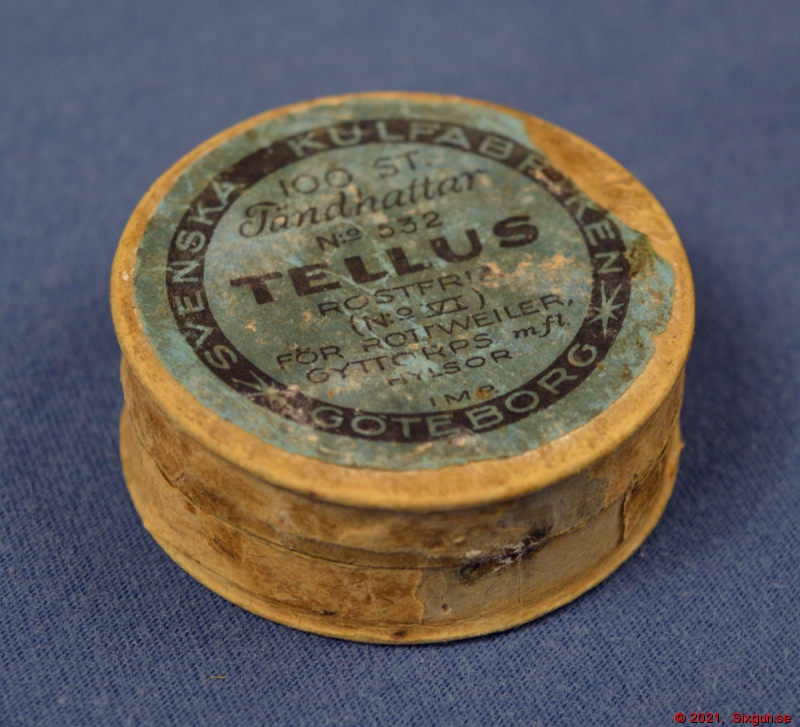 SVENSKA KULFABRIKEN
GÖTEBORG
100 ST.
Tändhattar
No 532
TELLUS
ROSTFRIA
(No VI)
FÖR ROTTWEILER,
GYTTORPS mfl.
HYLSOR
IMP.
© 2021, Sixgun.se